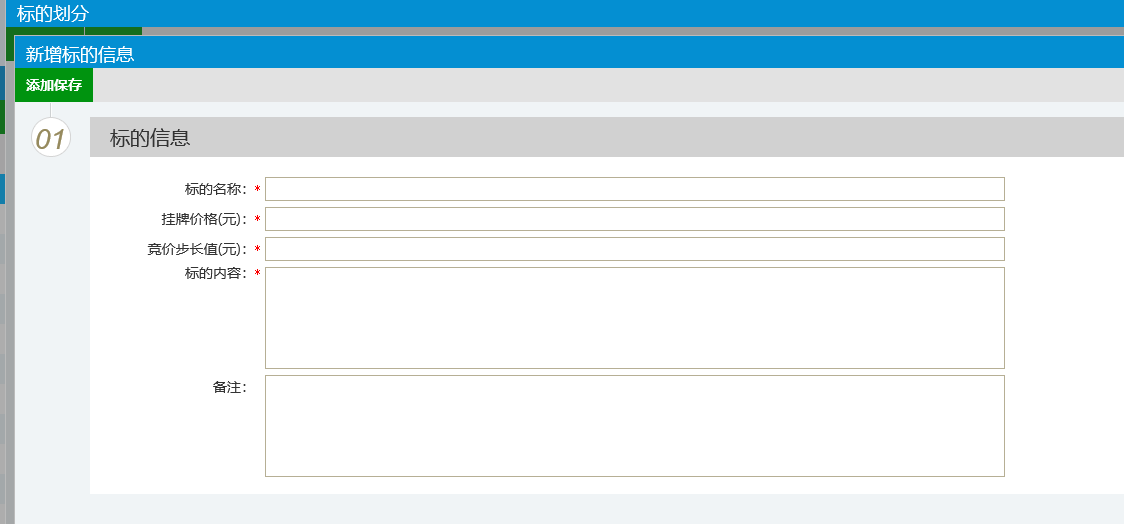 标的划分
新增标的信息
添加保存
01
标的信息
标的名称：*
挂牌价格(元)：*
竞价步长值(元)：*
标的内容：*
备注：